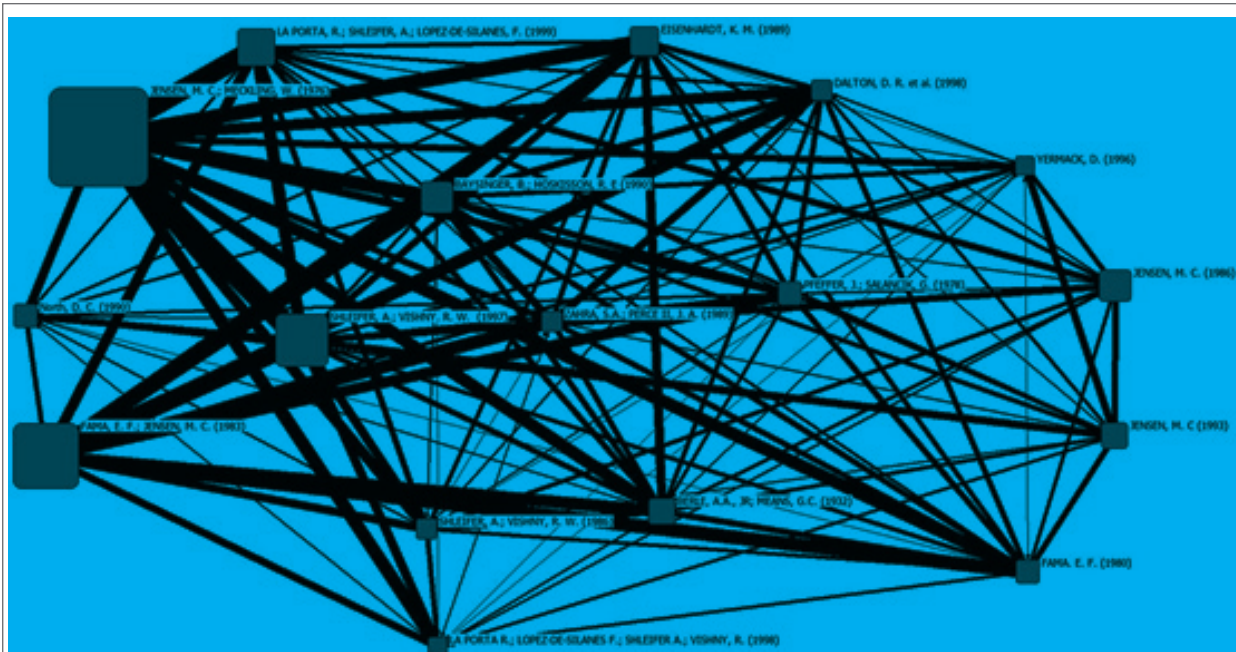 LA PORTA, R.; SHLEIFER, A.; LOPEZ-DE-SILANES, F. (1999)
EISENHARDT, K. M. (1989)
JENSEN, M. C.; MECKLING, W. (1976)
DALTON, D. R. et al. (1998)
YERMACK, D. (1996)
BAYSINGER, B.; HOSKISSON, R. E (1990)
JENSEN, M. C. (1986)
PFEFFER, J.; SALANCIK, G. (1978)
North, D. C. (1990)
SHLEIFER, A.; VISHNY, R. W. (1997)
ZAHRA, S.A.; PERCE II, J. A. (1989)
FAMA, E. F.; JENSEN, M. C. (1983)
JENSEN, M. C (1993)
BERLE, A.A., JR; MEANS, G.C. (1932)
SHLEIFER, A.; VISHNY, R. W. (1986)
FAMA. E. F. (1980)
LA PORTA R.; LOPEZ-DE-SILANES F.; SHLEIFER A.; VISHNY, R. (1998)